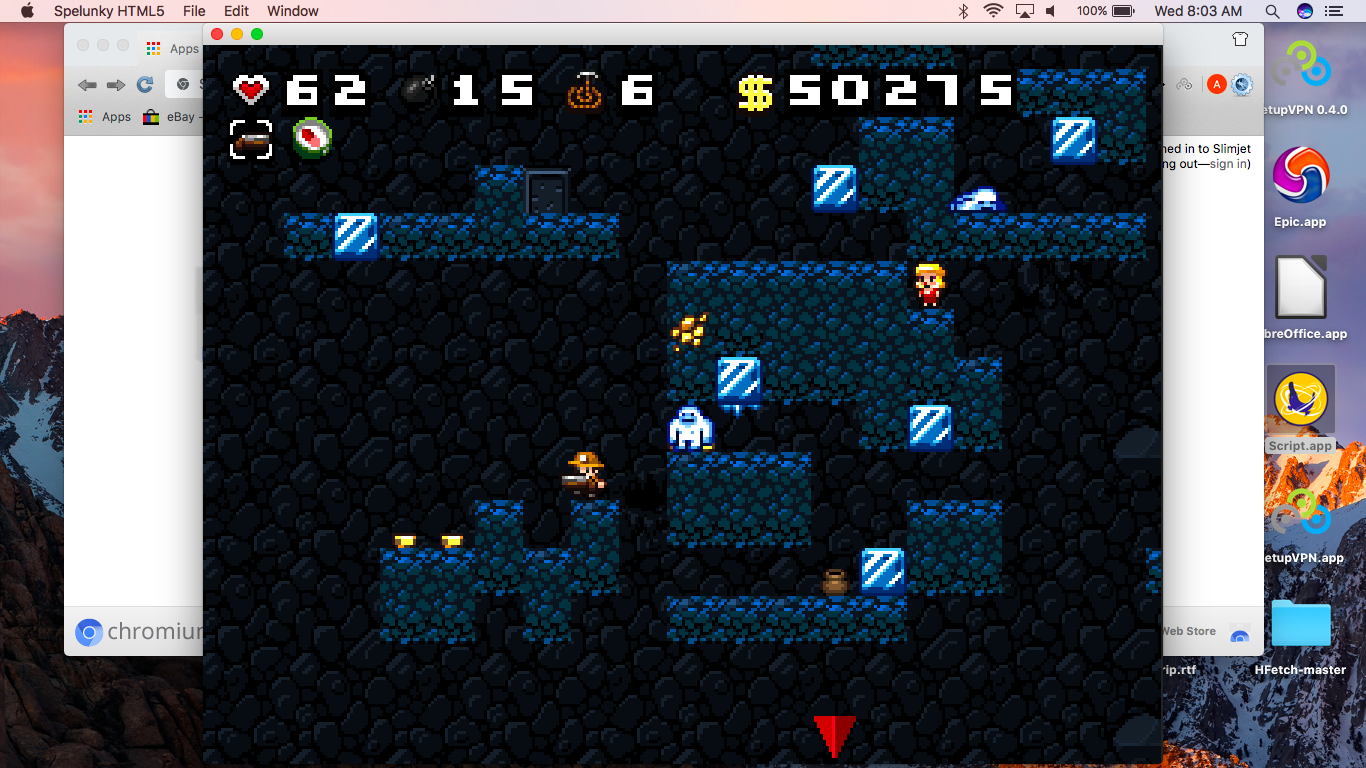 Spelunky HTML5 File Edit Window 100% Wed 8:03 AM
Apps
Apps eBay -
62 15 6 $ 50275
A
etupVPN 0.4.0
ned in to Slimjet
ng out—sign in)
Epic.app
breOffice.app
Script.app
etupVPN.app
chromium
Web Store
rip.rtf HFetch-master